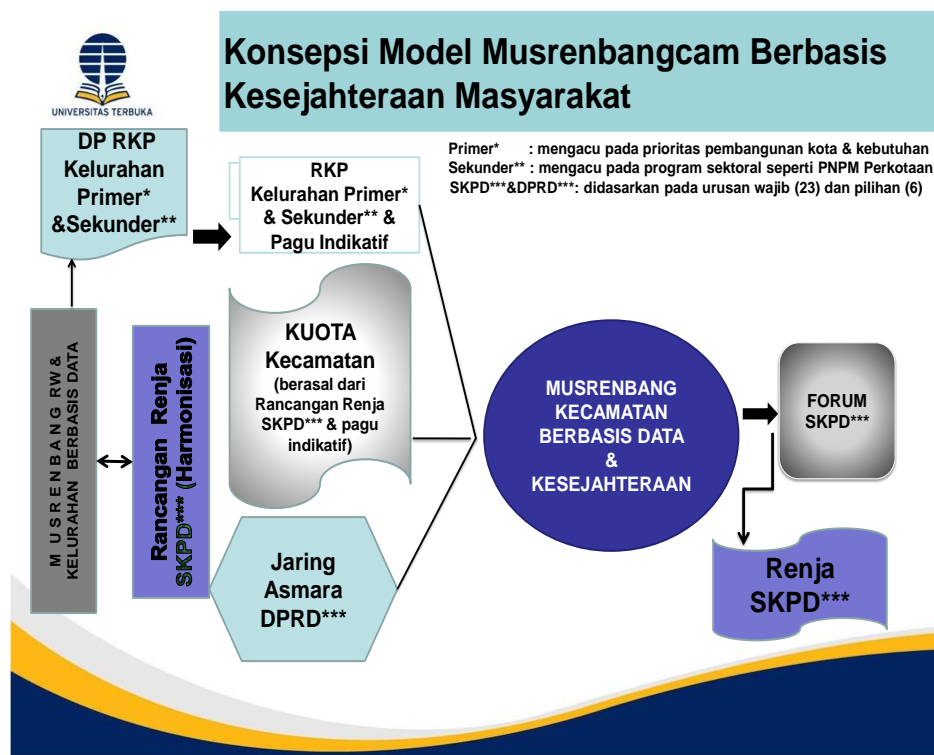 Konsepsi Model Musrenbangcam Berbasis
Kesejahteraan Masyarakat
UNIVERSITAS TERBUKA
Primer* : mengacu pada prioritas pembangunan kota & kebutuhan
Sekunder** : mengacu pada program sektoral seperti PNPM Perkotaan
SKPD***&DPRD***: didasarkan pada urusan wajib (23) dan pilihan (6)
DP RKP
Kelurahan
Primer*
&Sekunder**
RKP
Kelurahan Primer*
& Sekunder** &
Pagu Indikatif
M U S R E N B A N G RW &
KELURAHAN BERBASIS DATA
Rancangan Renja
SKPD*** (Harmonisasi)
KUOTA
Kecamatan
(berasal dari
Rancangan Renja
SKPD*** & pagu
indikatif)
Jaring
Asmara
DPRD***
MUSRENBANG
KECAMATAN
BERBASIS DATA
&
KESEJAHTERAAN
FORUM
SKPD***
Renja
SKPD***